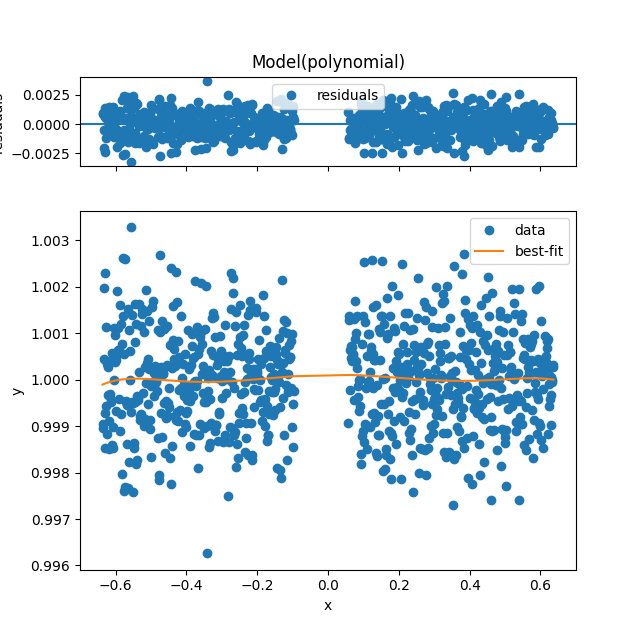 Model(polynomial)
0.0025
0.0000
−0.0025
residuals
residuals
1.003
1.002
1.001
1.000
0.999
0.998
0.997
0.996
y
data
best-fit
−0.6
−0.4
−0.2
0.0
0.2
0.4
0.6
x